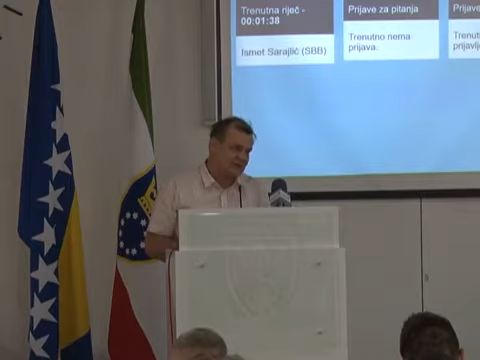 Trenutna riječ -
00:01:38
Ismet Sarajlić (SBB)
Prijave za pitanja
Trenutno nema
prijava.